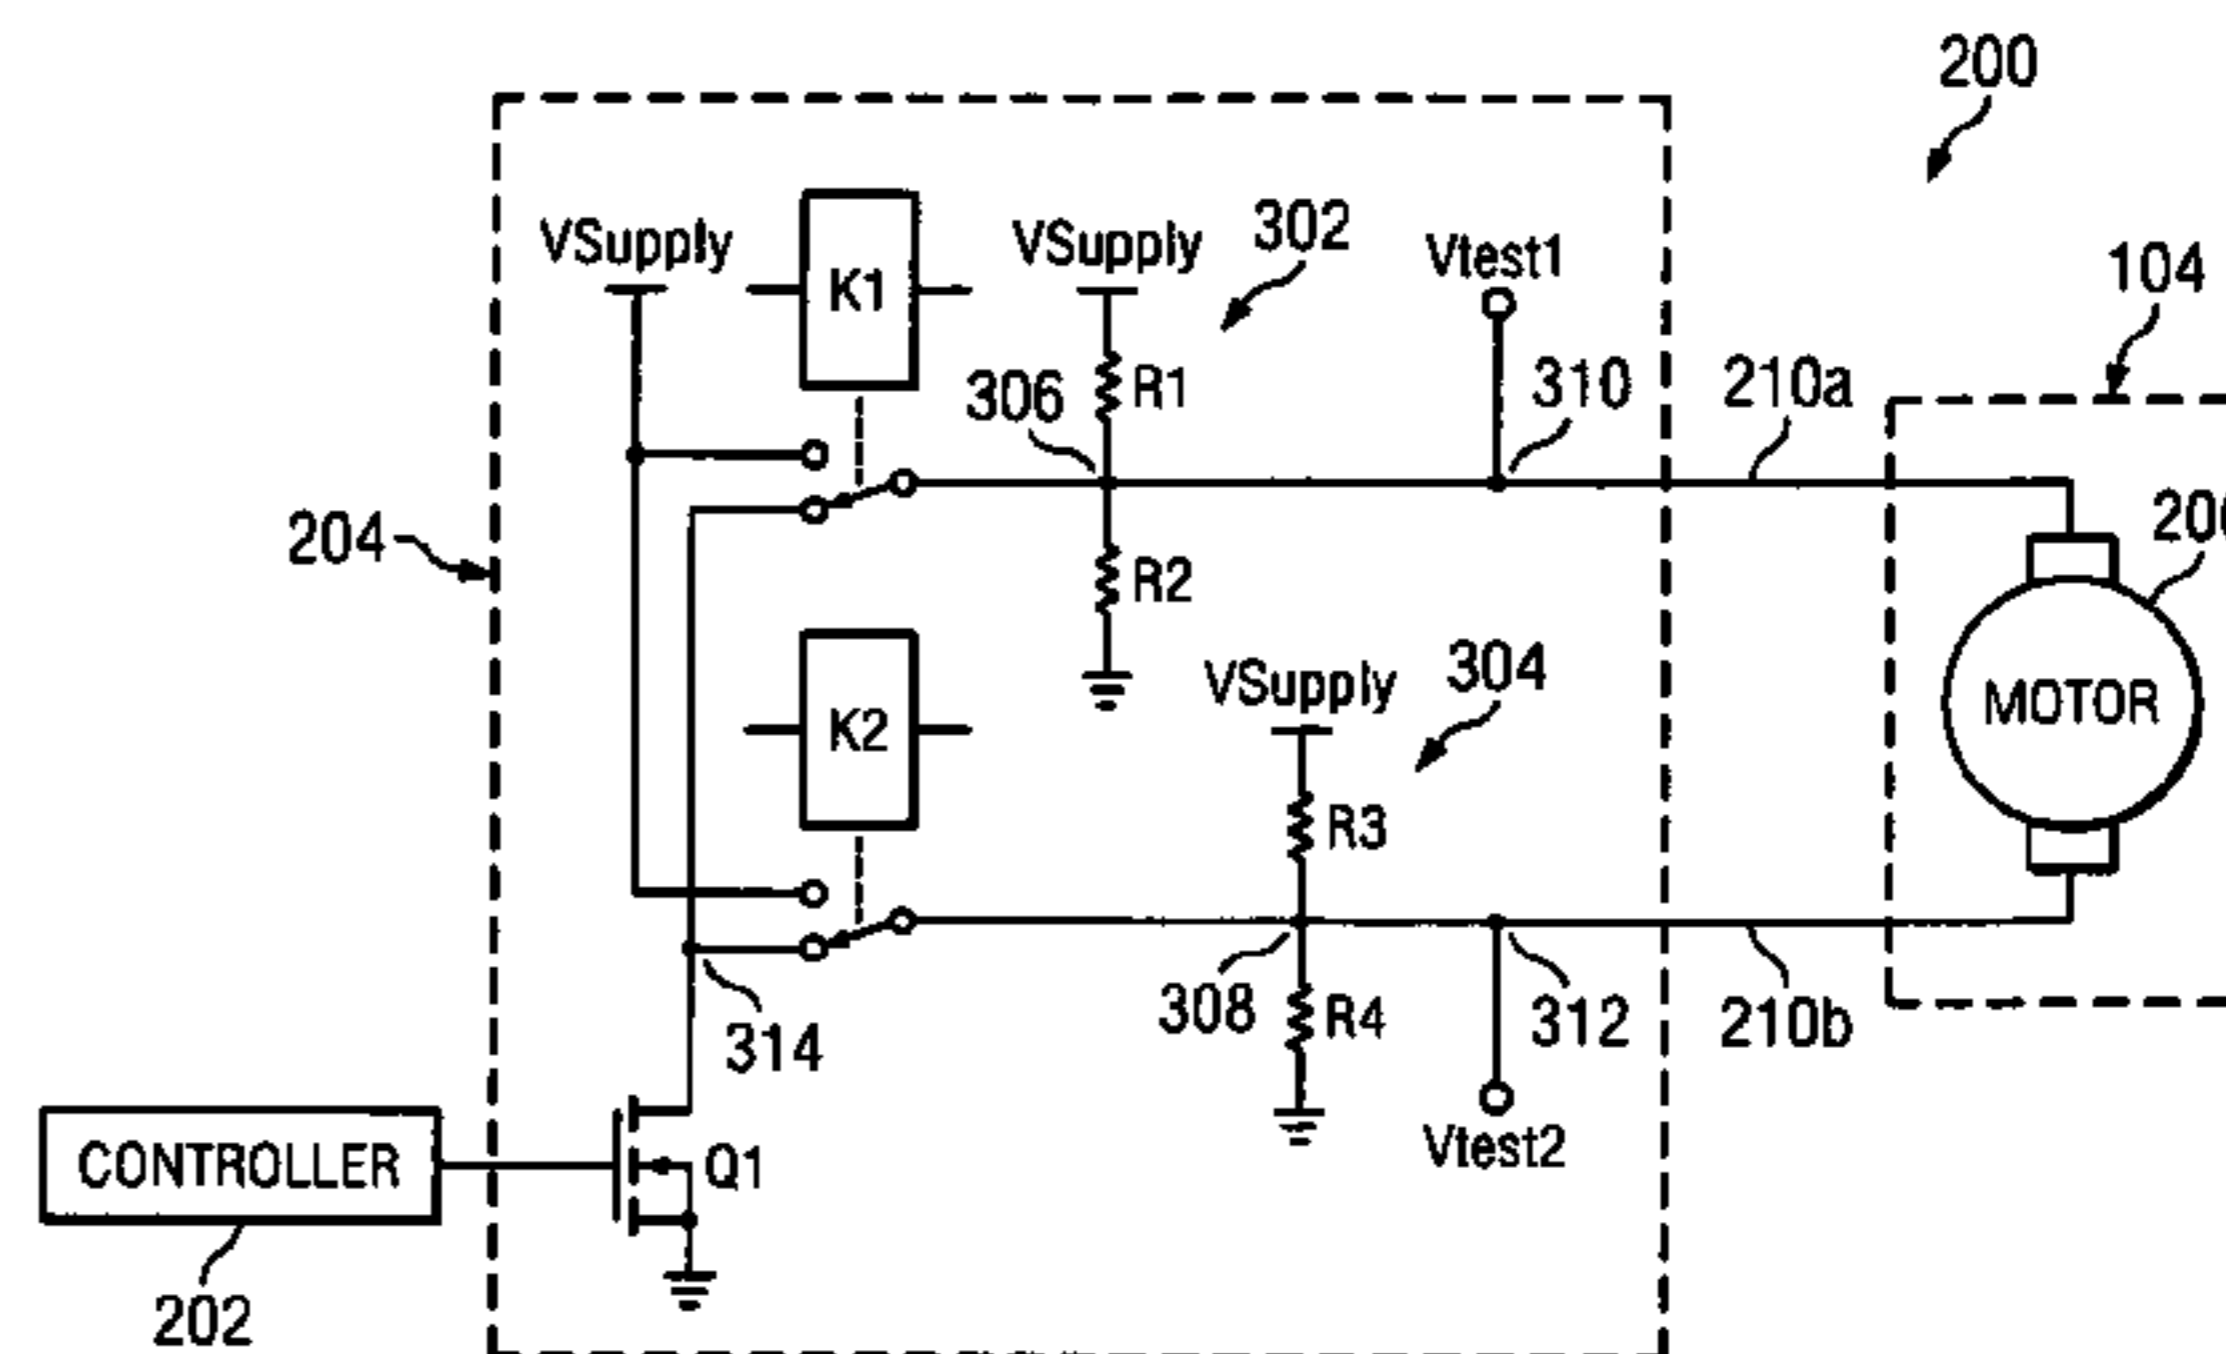 200
VSupply
K1
VSupply
302
Vtest1
104
306
R1
310
210a
204
R2
K2
VSupply
304
MOTOR
R3
314
308
R4
312
210b
CONTROLLER
Q1
Vtest2
202